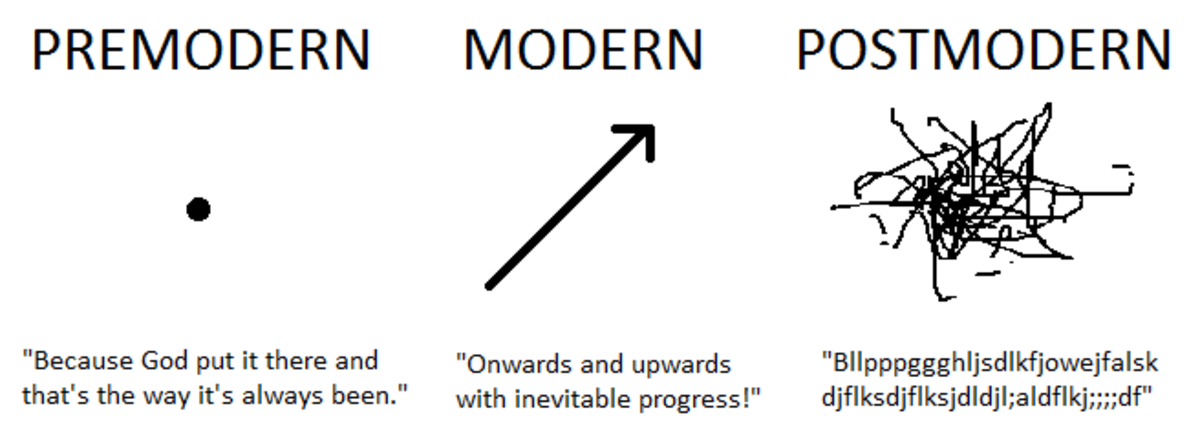 PREMODERN
MODERN
POSTMODERN
"Because God put it there and
that's the way it's always been."
"Onwards and upwards
with inevitable progress!"
"Bllpppggghljsdlkfjowejfalsk
djflksdjflksjdldjl;aldflkj;;;;df"